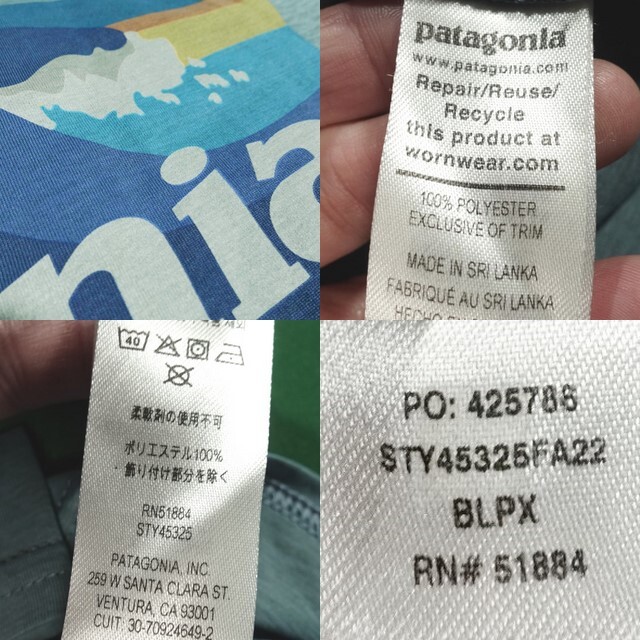 nia
patagonia
www.patagonia.com
Repair/Reuse/
Recycle
this product at
wornwear.com
100% POLYESTER
EXCLUSIVE OF TRIM
MADE IN SRI LANKA
FABRIQUÉ AU SRI LANKA
HECHO
40
柔軟剤の使用不可
ポリエステル100%
・飾り付け部分を除く
RN51884
STY45325
PATAGONIA, INC.
259 W SANTA CLARA ST.
VENTURA, CA 93001
CUIT: 30-70924649-2
PO: 425786
STY45325FA22
BLPX
RN# 51884